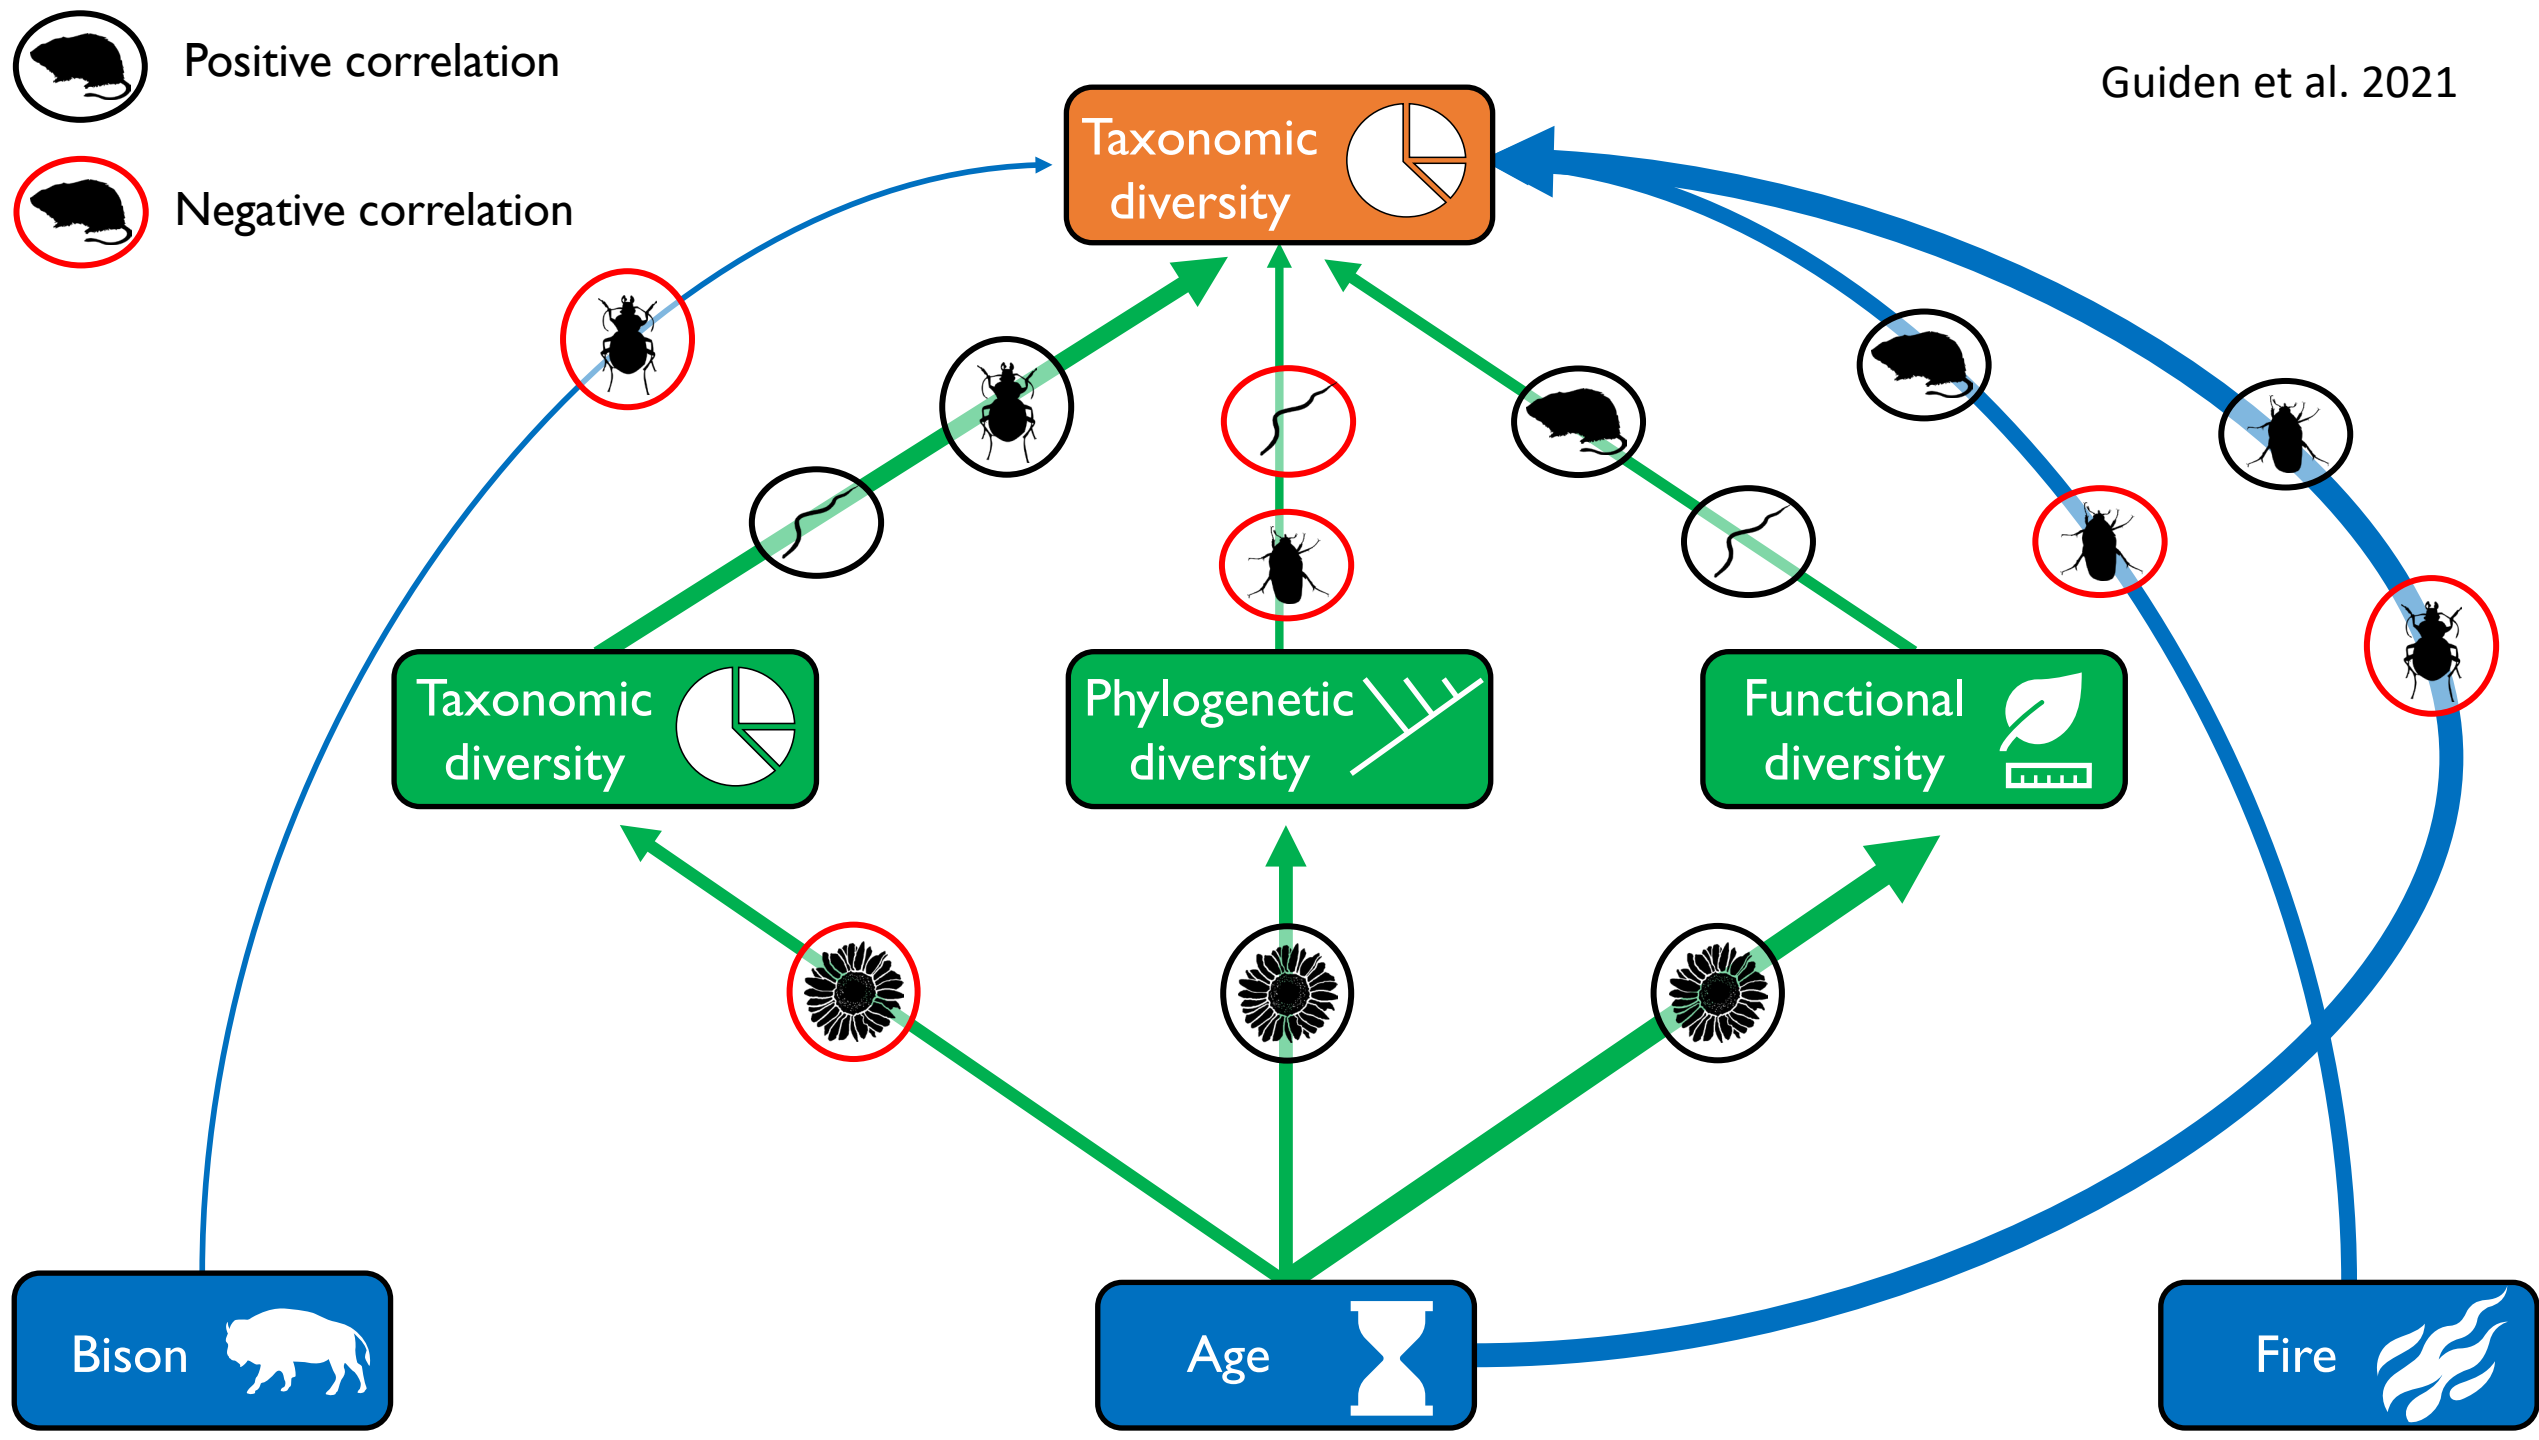 Positive correlation
Negative correlation
Guiden et al. 2021
Taxonomic
diversity
Taxonomic
diversity
Phylogenetic
diversity
Functional
diversity
Bison
Age
Fire